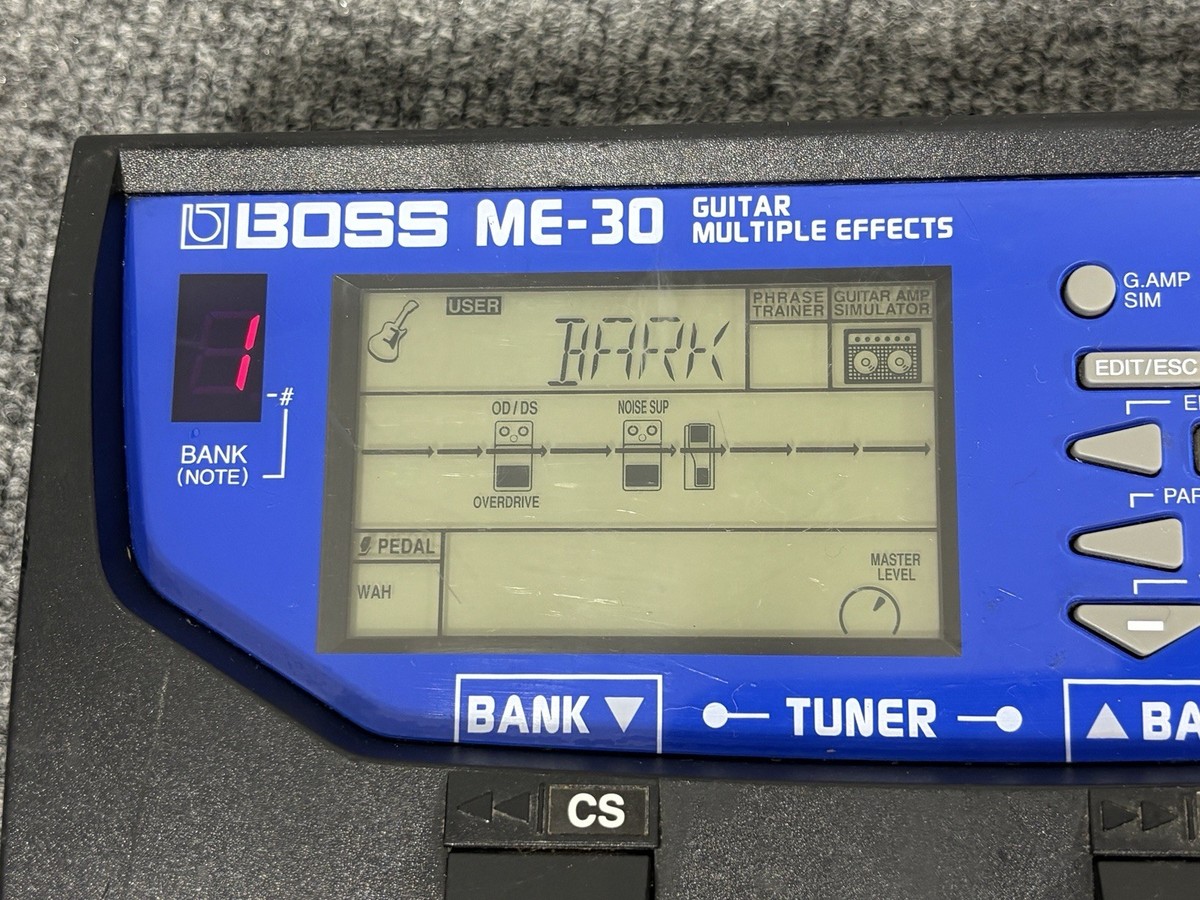 BOSS ME-30 GUITAR
MULTIPLE EFFECTS
1
-#
BANK
(NOTE)
USER
BARK
PHRASE
TRAINER
GUITAR AMP
SIMULATOR
OD/DS
NOISE SUP
OVERDRIVE
PEDAL
WAH
MASTER
LEVEL
G.AMP
SIM
EDIT/ESC
BANK ▼
TUNER
▲ BA
CS